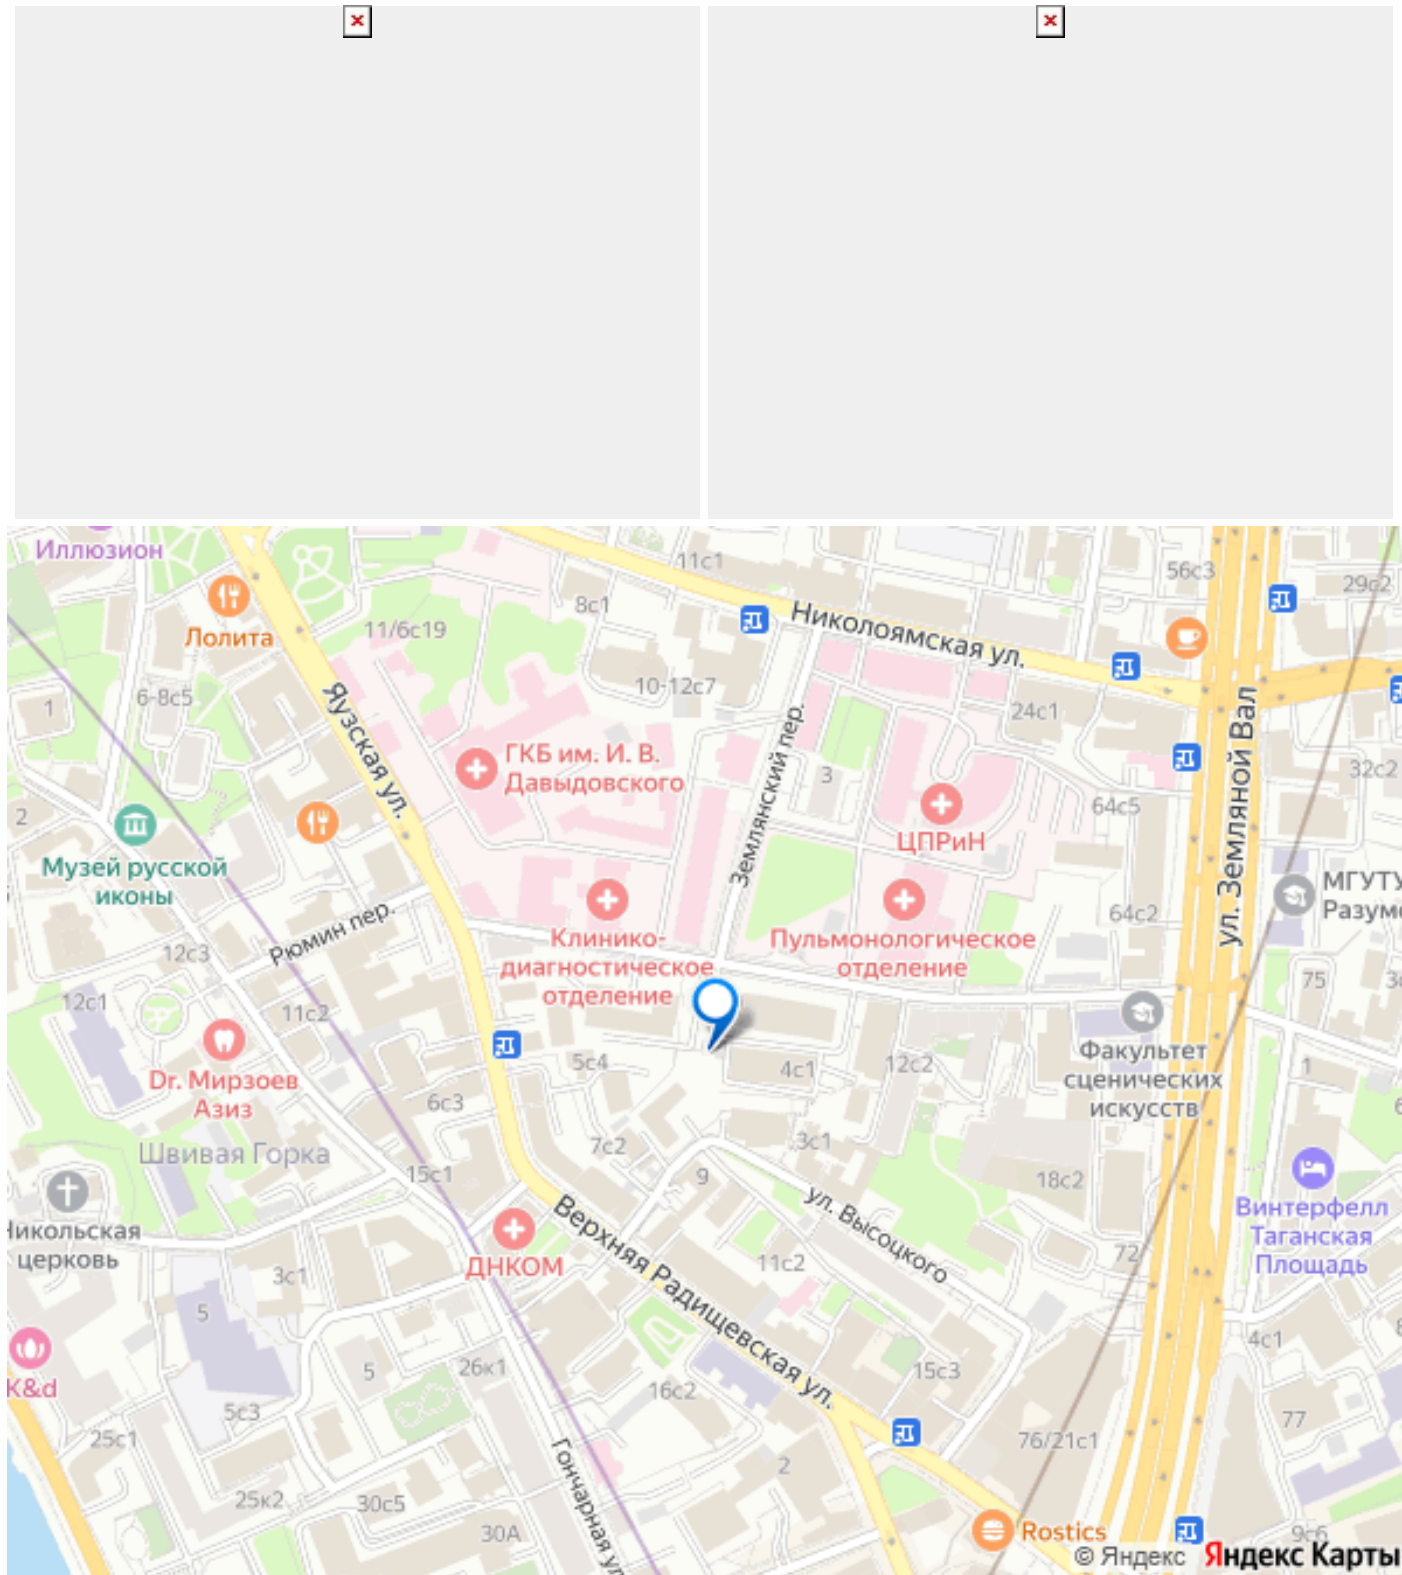 Иллюзион
11с1
56с3
29с2
Лолита
8с1
11/6с19
Николоямская ул.
6-8с5
10-12с7
1
24с1
Яузская ул.
ГКБ им. И. В.
Давыдовского
Землянский пер.
3
ул. Земляной Вал
32с2
2
64с5
ЦПРиН
Музей русской
иконы
МГУТУ
Рюмин пер.
12с3
Клинико-
диагностическое
отделение
Пульмонологическое
отделение
64с2
75
12с1
11с2
5с4
4с1
12с2
Факультет
сценических
искусств
1
Dr. Мирзоев
Азиз
6с3
7с2
3с1
Швивая Горка
15с1
9
18с2
ул. Высоцкого
Винтерфелл
Таганская
Площадь
церковь
Верхняя Радищевская ул.
ДНКОМ
11с2
72
3с1
5
4с1
K&d
5
26к1
15с3
16с2
5с3
25с1
77
76/21с1
Гончарная ул
2
25к2
30с5
30А
Rostics
9с6
© Яндекс Яндекс Карты